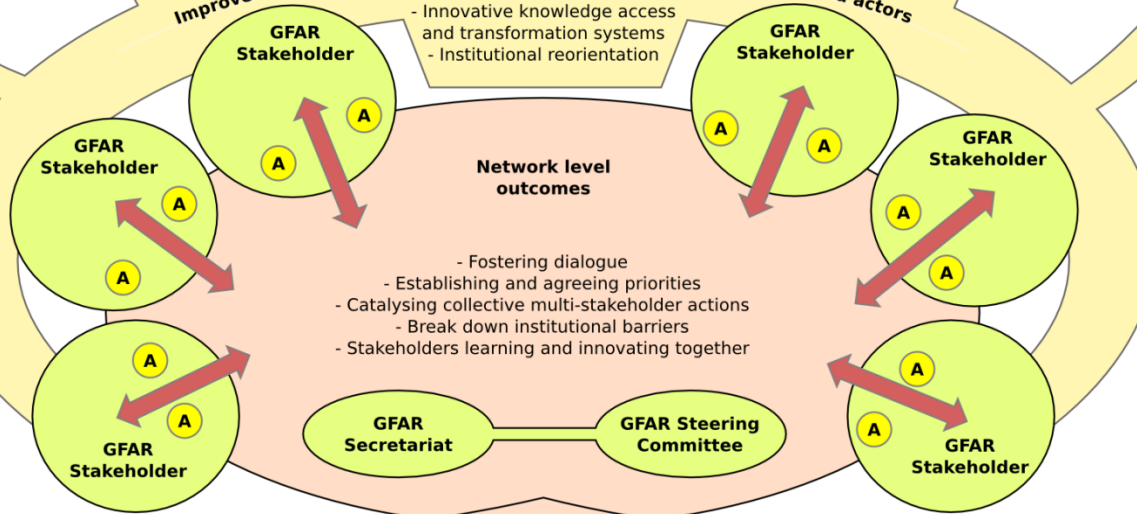 - Innovative knowledge access
and transformation systems
- Institutional reorientation
GFAR
Stakeholder
A
A
GFAR
Stakeholder
A
A
GFAR
Stakeholder
A
A
GFAR
Stakeholder
A
A
Network level
outcomes
- Fostering dialogue
- Establishing and agreeing priorities
- Catalysing collective multi-stakeholder actions
- Break down institutional barriers
- Stakeholders learning and innovating together
A
A
GFAR
Stakeholder
GFAR
Secretariat
GFAR Steering
Committee
A
A
GFAR
Stakeholder